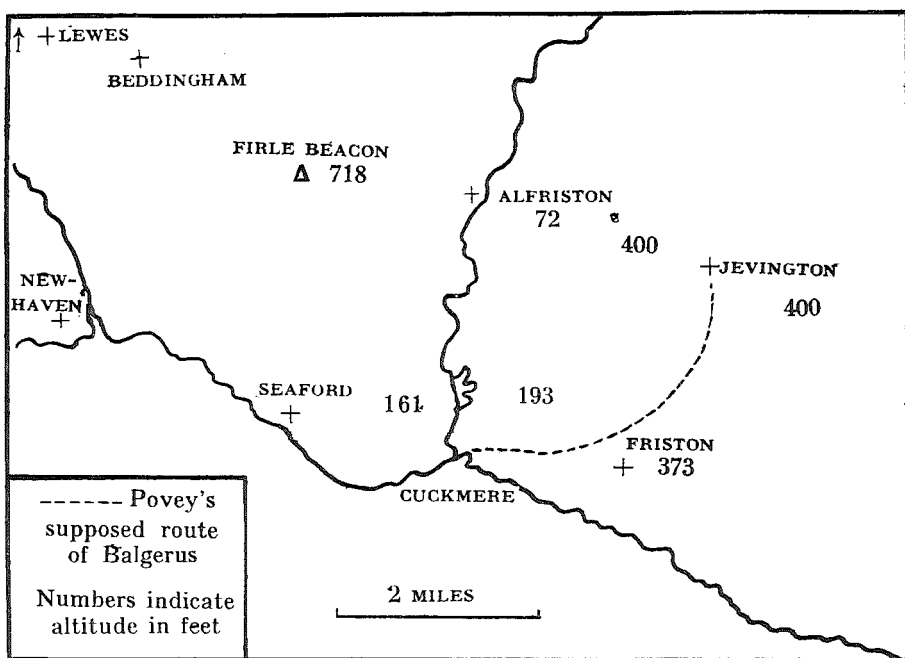 ↑ +LEWES
BEDDINGHAM
FIRLE BEACON
Δ 718
ALFRISTON
72
400
JEVINGTON
400
NEW-
HAVEN
SEAFORD
161
193
FRISTON
373
CUCKMERE
------ Povey's
supposed route
of Balgerus
Numbers indicate
altitude in feet
2 MILES